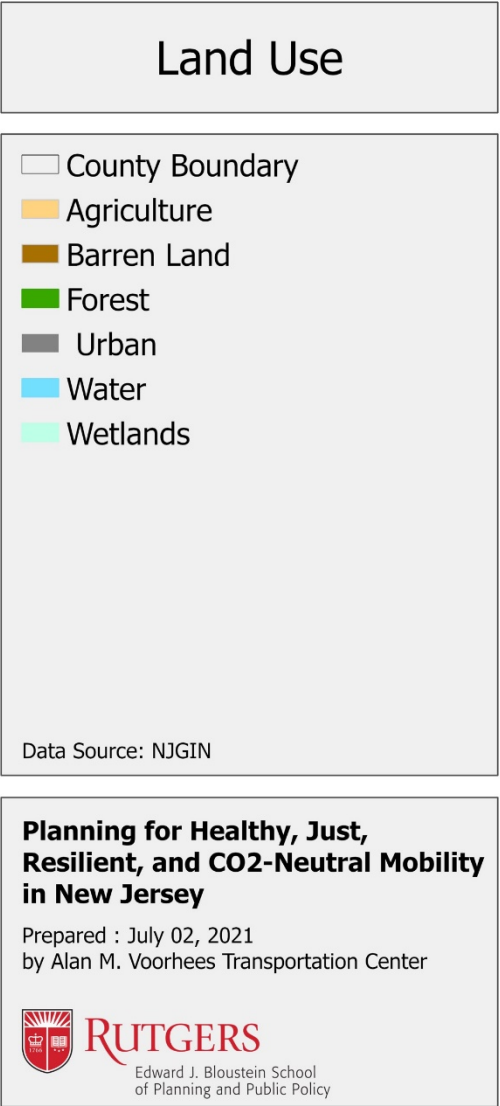 Land Use
County Boundary
Agriculture
Barren Land
Forest
Urban
Water
Wetlands
Data Source: NJGIN
Planning for Healthy, Just,
Resilient, and CO2-Neutral Mobility
in New Jersey
Prepared : July 02, 2021
by Alan M. Voorhees Transportation Center
1766
RUTGERS
Edward J. Bloustein School
of Planning and Public Policy